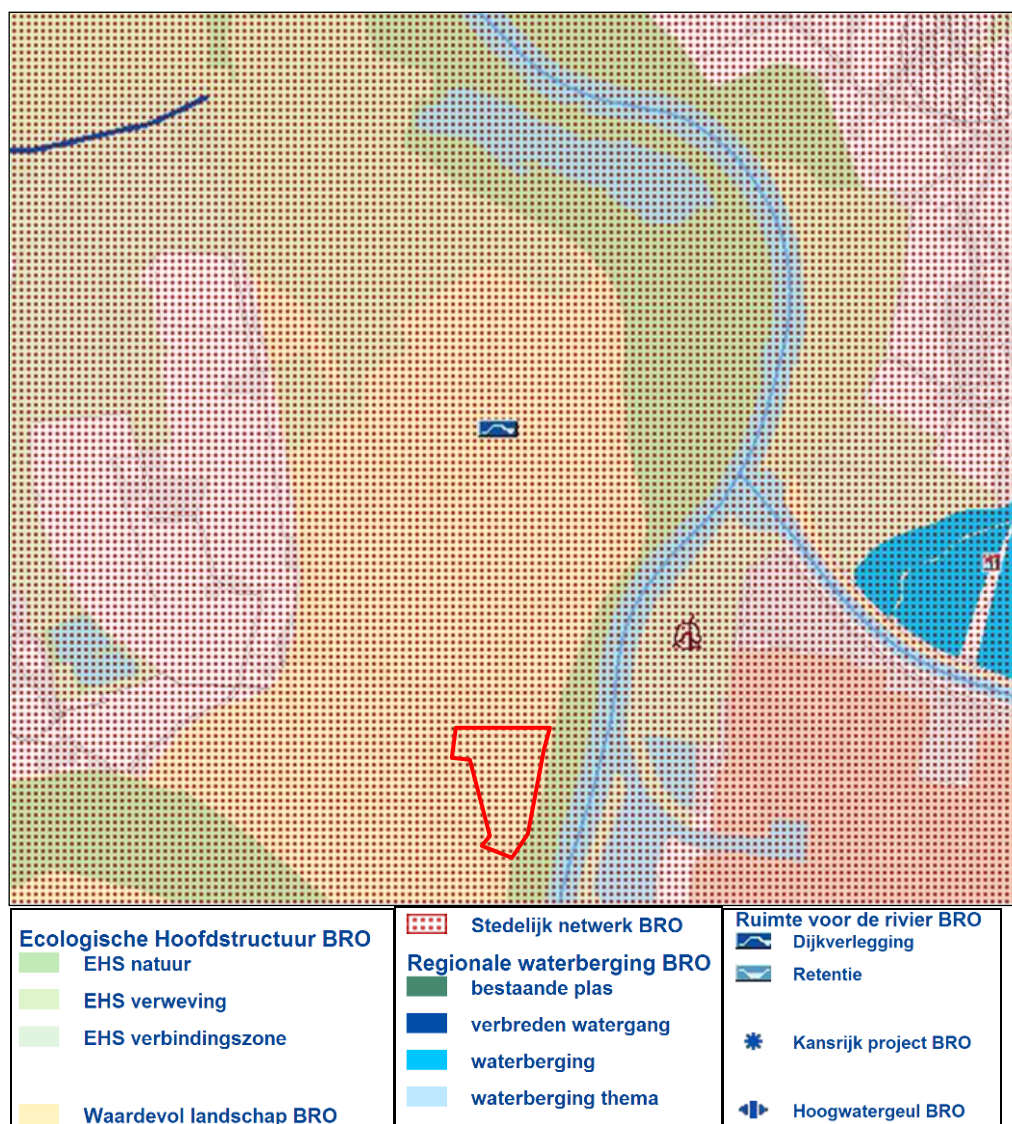 Ecologische Hoofdstructuur BRO
EHS natuur
EHS verweving
EHS verbindingszone
Waardevol landschap BRO
Stedelijk netwerk BRO
Regionale waterberging BRO
bestaande plas
verbreden watergang
waterberging
waterberging thema
Ruimte voor de rivier BRO
Dijkverlegging
Retentie
Kansrijk project BRO
Hoogwatergeul BRO